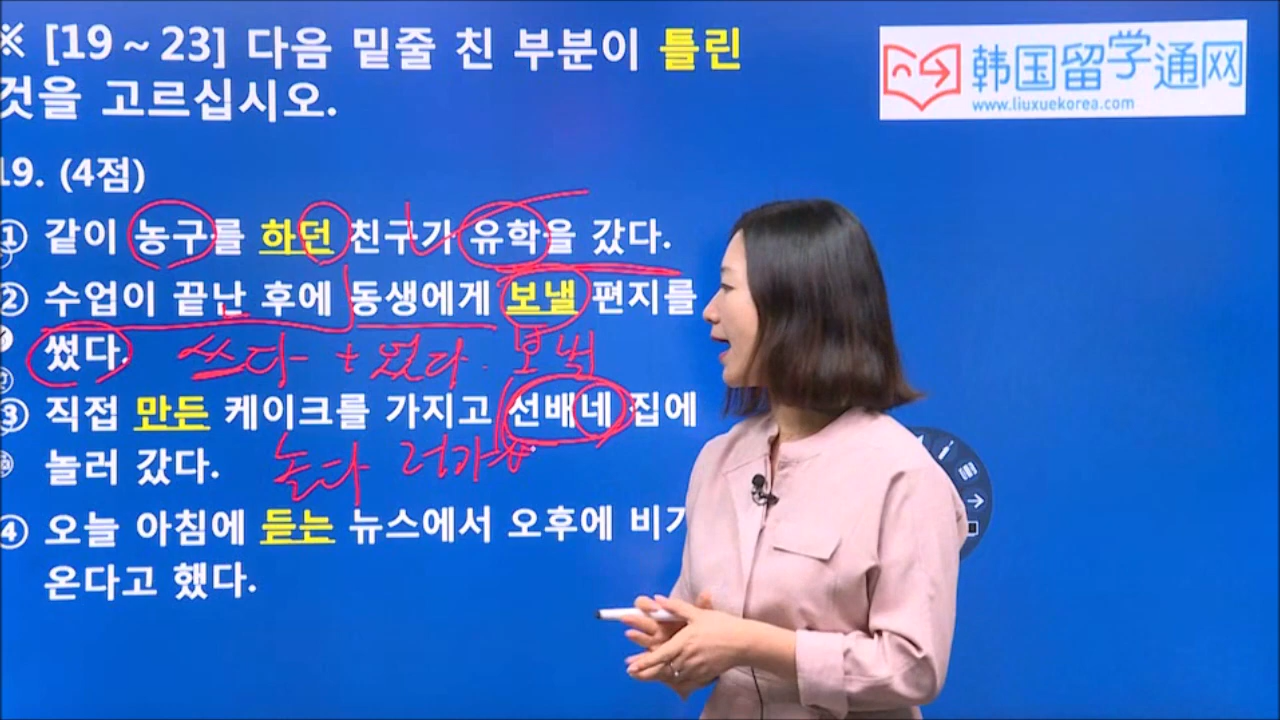 ※ [19~23] 다음 밑줄 친 부분이 틀린
것을 고르십시오.
韩国留学通网
www.liuxuekorea.com
19. (4점)
① 같이 농구를 하던 친구가 유학을 갔다.
② 수업이 끝난 후에 동생에게 보낼 편지를
썼다.
쓰다 + 었다.
③ 직접 만든 케이크를 가지고 선배네 집에
놀러 갔다.
놀다 러가
④ 오늘 아침에 듣는 뉴스에서 오후에 비가
온다고 했다.